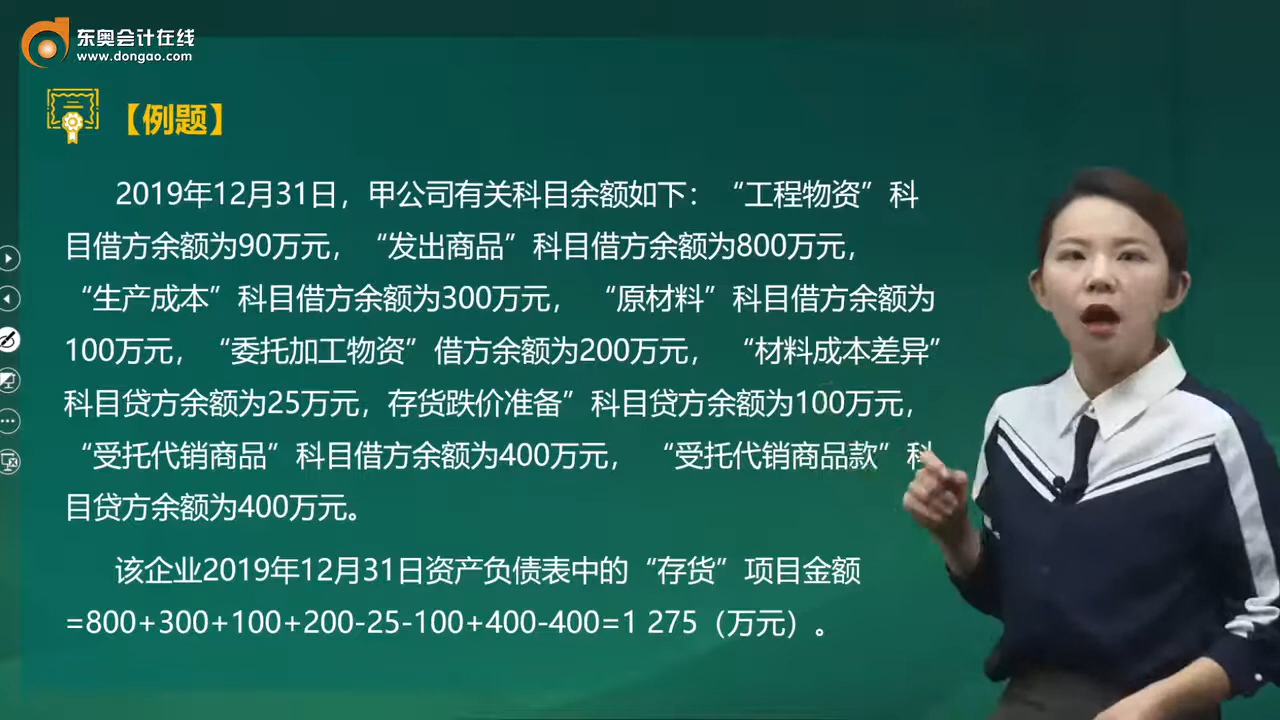 东奥会计在线
www.dongao.com
【例题】
2019年12月31日，甲公司有关科目余额如下：“工程物资”科
目借方余额为90万元，“发出商品”科目借方余额为800万元，
“生产成本”科目借方余额为300万元，“原材料”科目借方余额为
100万元，“委托加工物资”借方余额为200万元，“材料成本差异”
科目贷方余额为25万元，存货跌价准备”科目贷方余额为100万元，
“受托代销商品”科目借方余额为400万元，“受托代销商品款”科
目贷方余额为400万元。
该企业2019年12月31日资产负债表中的“存货”项目金额
=800+300+100+200-25-100+400-400=1 275（万元）。